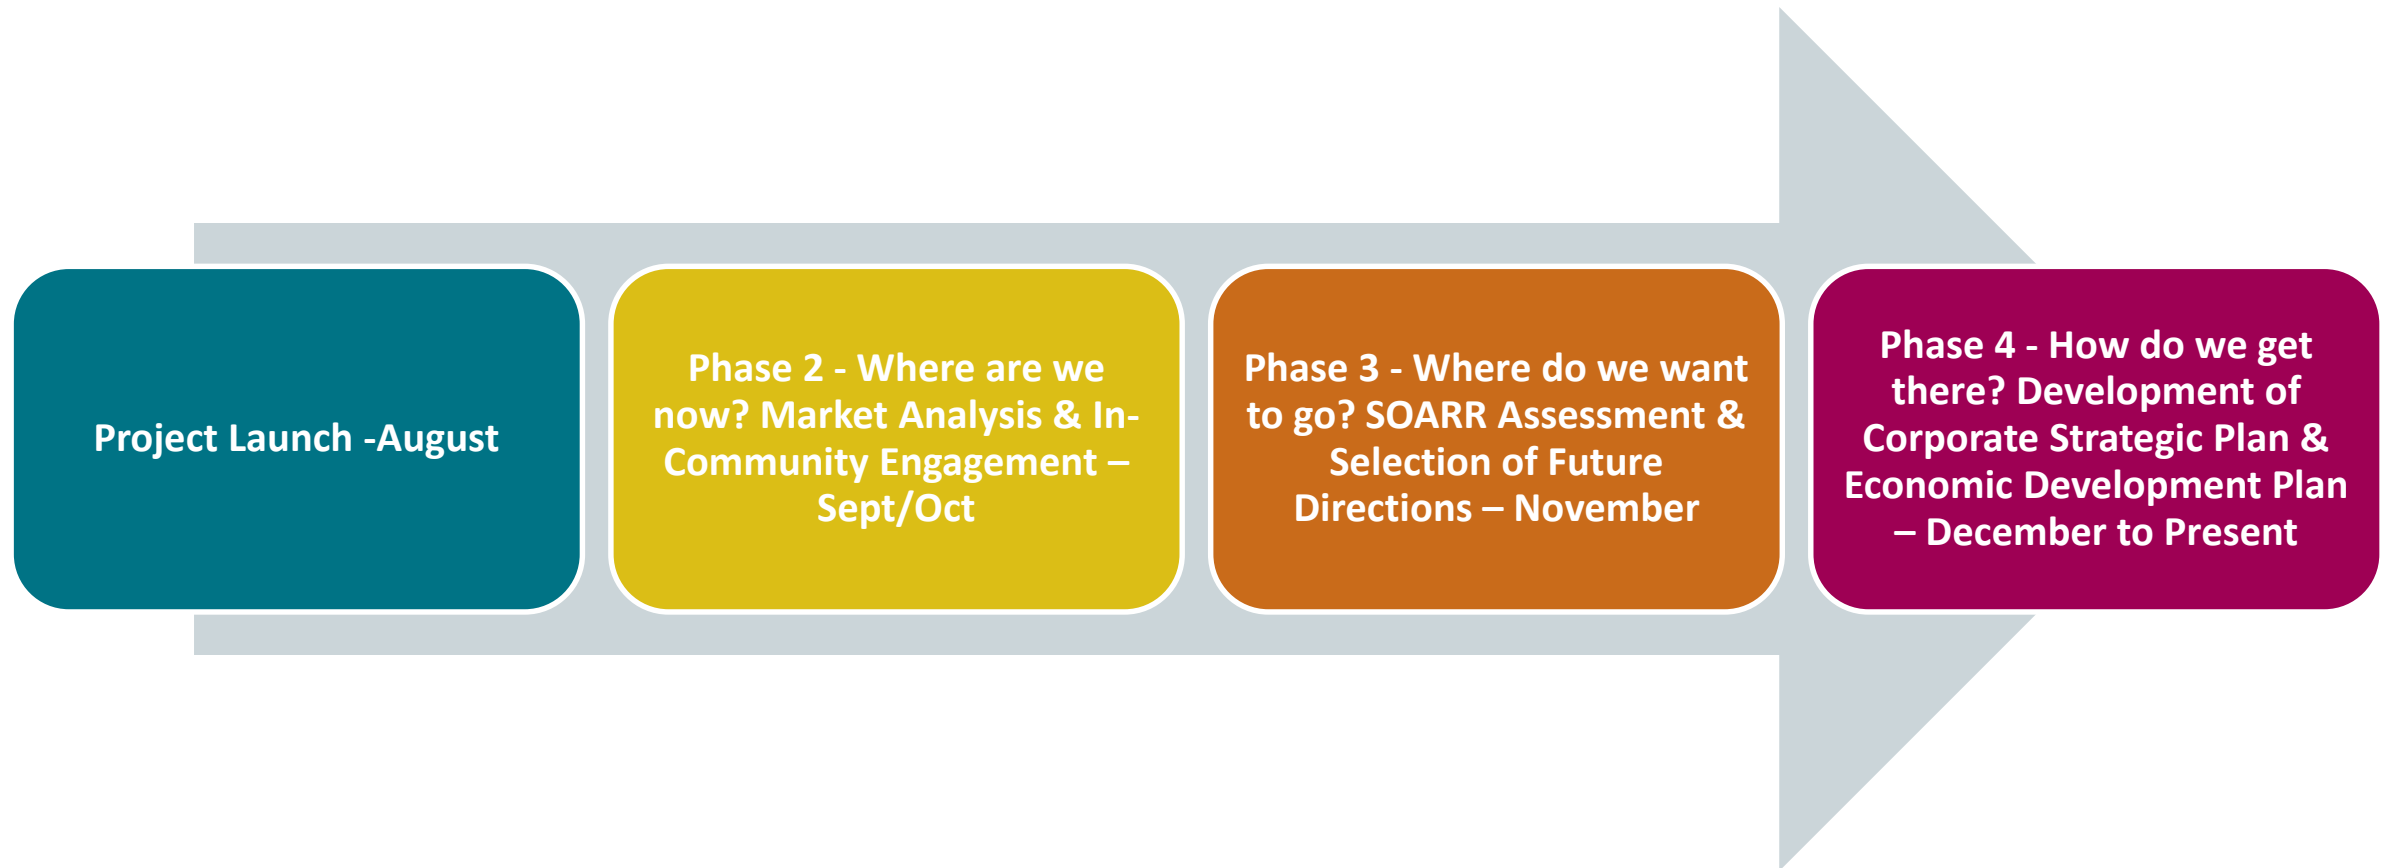 Project Launch -August
Phase 2 - Where are we
now? Market Analysis & In-
Community Engagement –
Sept/Oct
Phase 3 - Where do we want
to go? SOARR Assessment &
Selection of Future
Directions – November
Phase 4 - How do we get
there? Development of
Corporate Strategic Plan &
Economic Development Plan
– December to Present